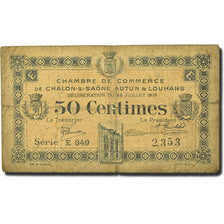 CHAMBRE DE COMMERCE
DE CHALON-S-SAÔNE, AUTUN & LOUHANS
DÉLIBÉRATION DU 22 JUILLET 1919
50 Centimes
Le Trésorier Le Président
Série E 349 2,353